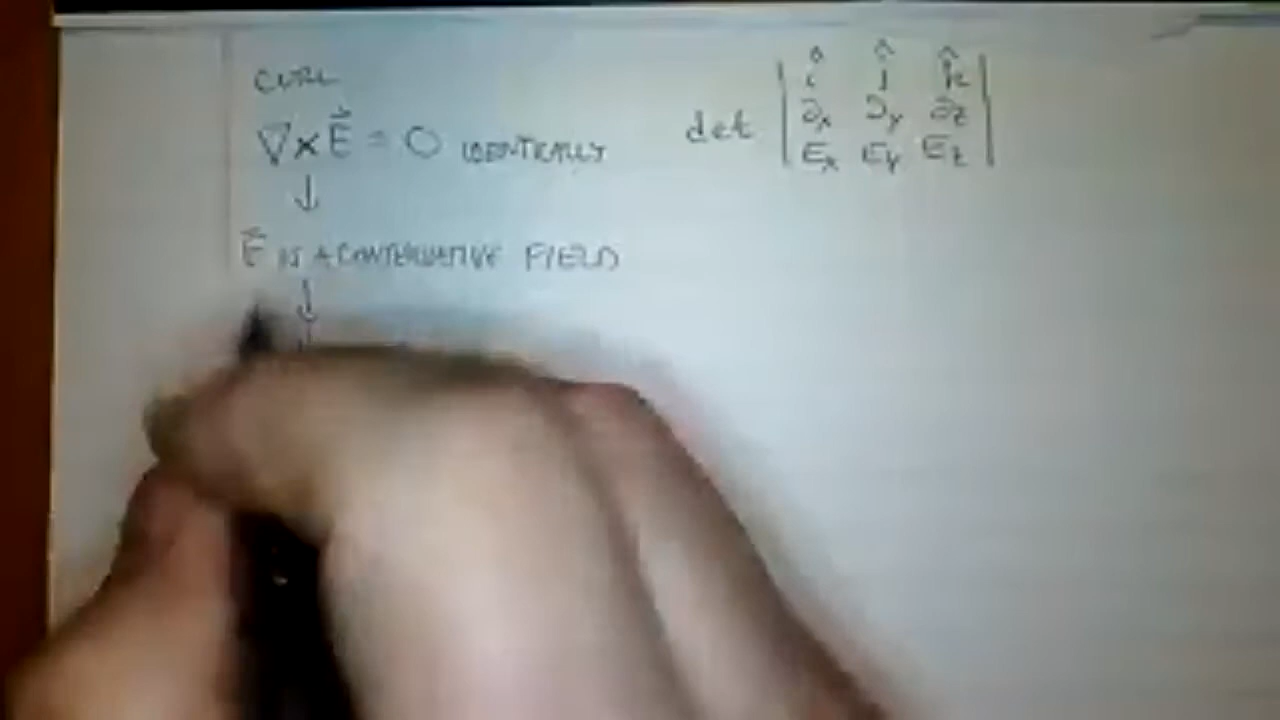 CURL
∇×E⃗ = 0 IDENTICALLY
↓
E⃗ IS A CONSERVATIVE FIELD
↓
det | î ĵ k̂ |
| ∂x ∂y ∂z |
| Ex Ey Ez |